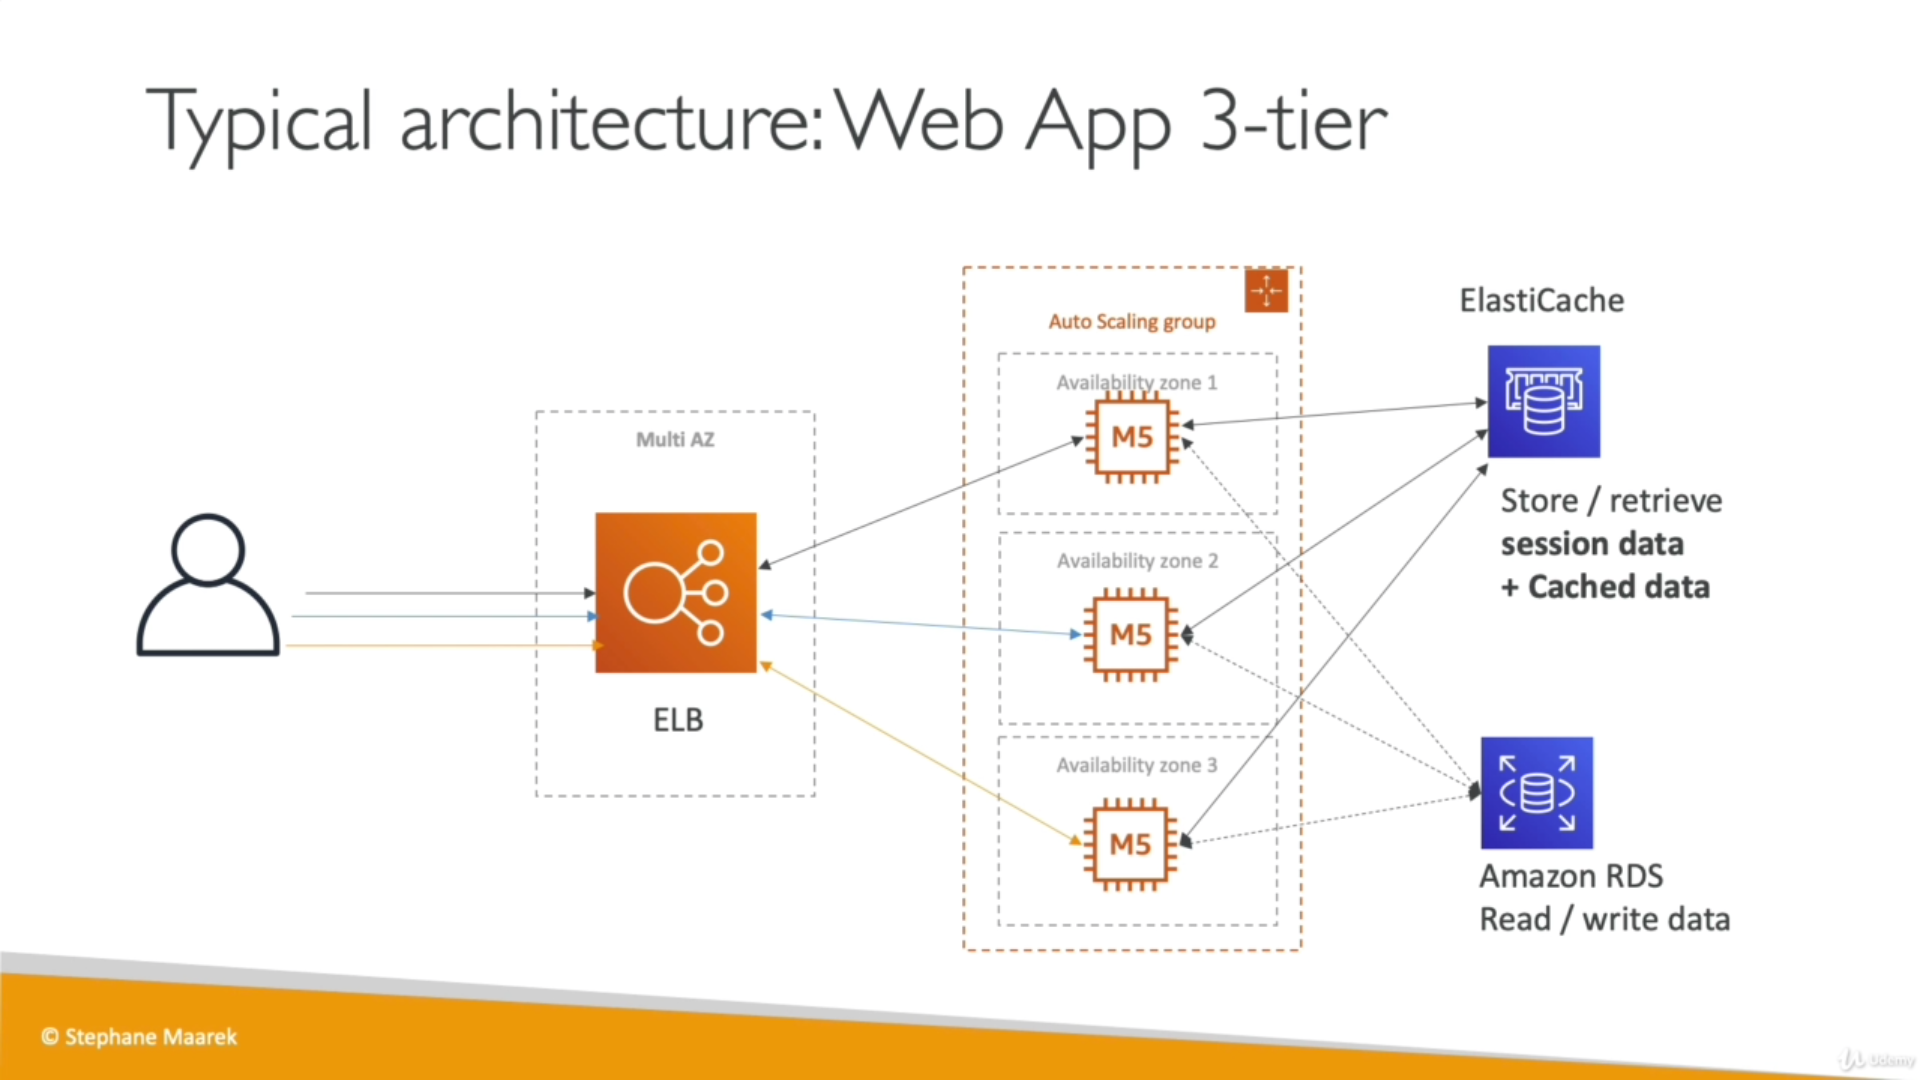 Typical architecture: Web App 3-tier
ElastiCache
Auto Scaling group
Availability zone 1
M5
Multi AZ
Store / retrieve
session data
+ Cached data
Availability zone 2
M5
ELB
Availability zone 3
M5
Amazon RDS
Read / write data
© Stephane Maarek
Udemy